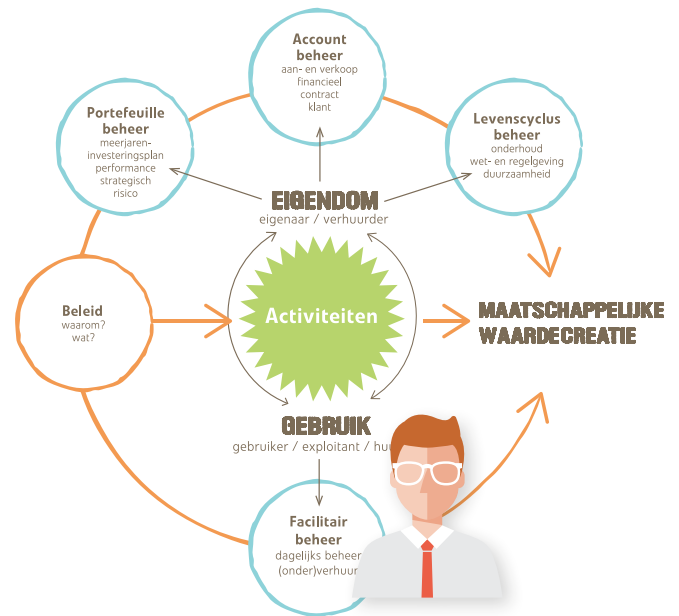 Account
beheer
aan- en verkoop
financieel
contract
klant
Portefeuille
beheer
meerjaren-
investeringsplan
performance
strategisch
risico
Levenscyclus
beheer
onderhoud
wet- en regelgeving
duurzaamheid
EIGENDOM
eigenaar / verhuurder
Beleid
waarom?
wat?
Activiteiten
MAATSCHAPPELIJKE
WAARDECREATIE
GEBRUIK
gebruiker / exploitant /
Facilitair
beheer
dagelijks beheer
(onder)verhuur